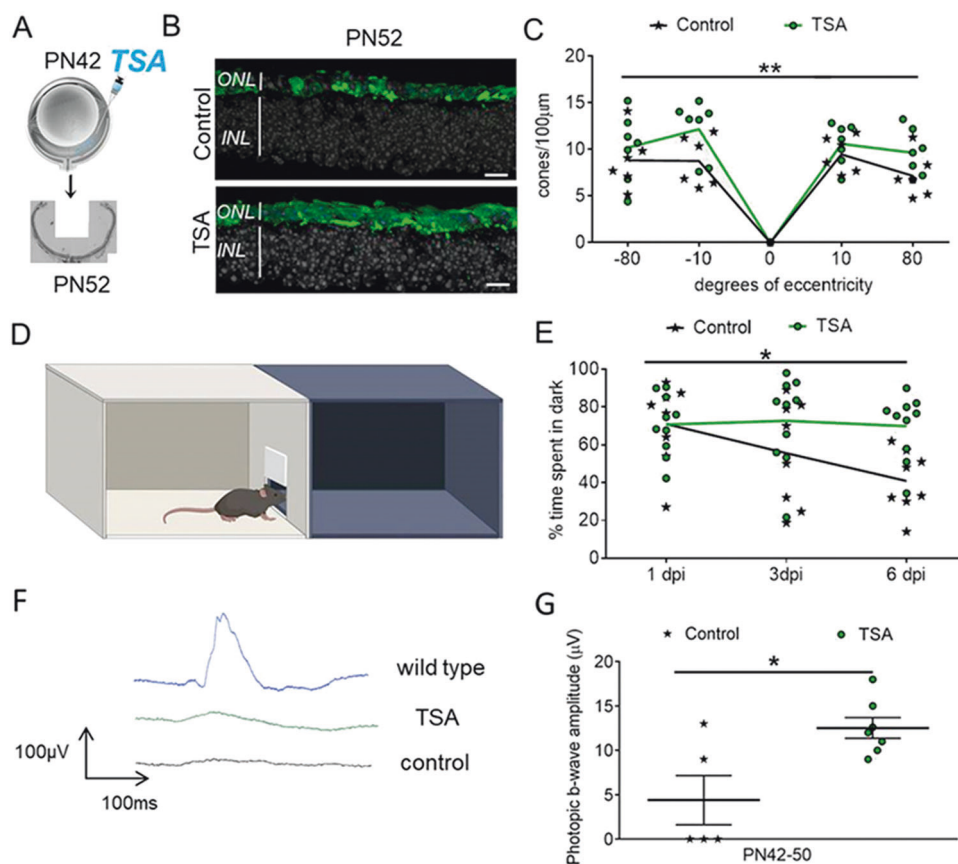 A
PN42 TSA
PN52
B
PN52
Control
ONL
INL
TSA
ONL
INL
C
Control TSA
**
cones/100μm
20
15
10
5
0
-80 -10 0 10 80
degrees of eccentricity
D
E
Control TSA
*
% time spent in dark
100
80
60
40
20
0
1 dpi 3dpi 6 dpi
F
wild type
TSA
control
100μV
100ms
G
Control TSA
*
Photopic b-wave amplitude (μV)
20
15
10
5
0
PN42-50